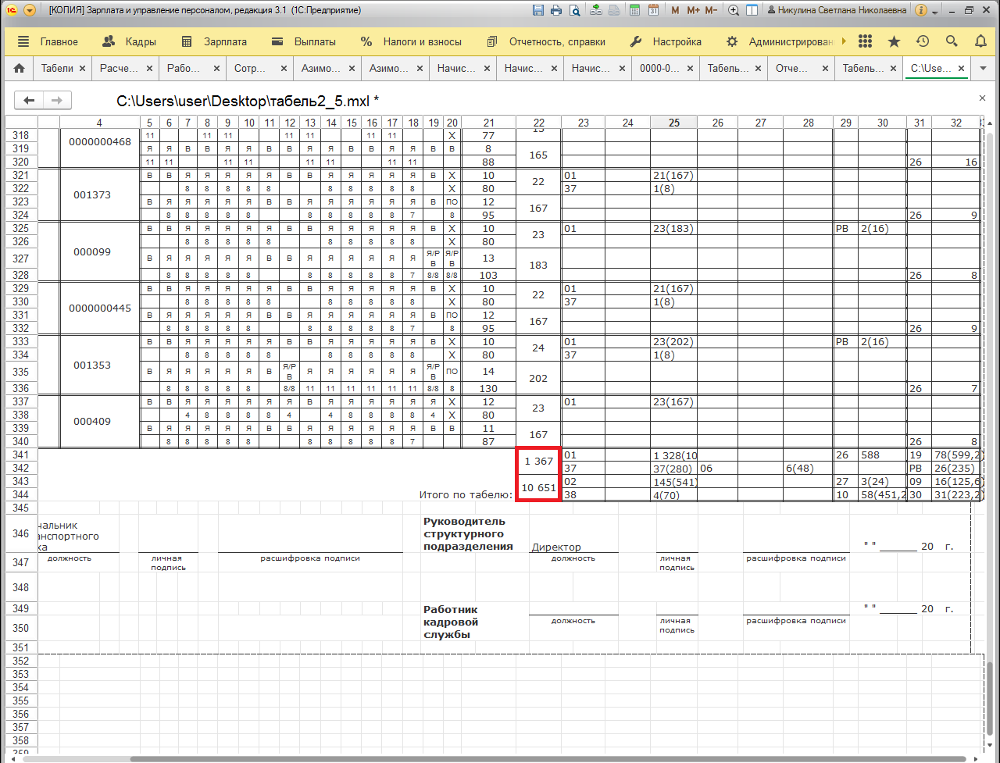 [КОПИЯ] Зарплата и управление персоналом, редакция 3.1 (1С:Предприятие)
M M+ M- Никулина Светлана Николаевна
Главное Кадры Зарплата Выплаты Налоги и взносы Отчетность, справки Настройка Администрирован
Табели Расче... Рабо... Сотр... Азимо... Азимо... Начис... Начис... Начис... 0000-0... Табель... Отче... Табель... C:\Use...
C:\Users\user\Desktop\табель2_5.mxl *
4 5 6 7 8 9 10 11 12 13 14 15 16 17 18 19 20 21 22 23 24 25 26 27 28 29 30 31 32
318 0000000468 11 11 11 11 11 11 11 X 77
319 Я Я В В Я Я В В Я Я В В Я Я В В 8 165
320 11 11 11 11 11 11 11 11 88 26 16
321 001373 В В Я Я Я Я Я В В Я Я Я Я Я В X 10 22 01 21(167)
322 8 8 8 8 8 8 8 8 8 8 X 80 37 1(8)
323 В Я Я Я Я Я В В Я Я Я Я Я Я В ПО 12 167
324 8 8 8 8 8 8 8 8 8 7 8 95 26 9
325 000099 В В Я Я Я Я Я В В Я Я Я Я Я В X 10 23 01 23(183) РВ 2(16)
326 8 8 8 8 8 8 8 8 8 8 X 80
327 В Я Я Я Я Я В В Я Я Я Я Я Я Я/РВ Я/РВ 13 183
328 8 8 8 8 8 8 8 8 8 7 8/8 8/8 103 26 8
329 0000000445 В В Я Я Я Я Я В В Я Я Я Я Я В X 10 22 01 21(167)
330 8 8 8 8 8 8 8 8 8 8 X 80 37 1(8)
331 В Я Я Я Я Я В В Я Я Я Я Я Я В ПО 12 167
332 8 8 8 8 8 8 8 8 8 7 8 95 26 9
333 001353 В В Я Я Я Я Я В В Я Я Я Я Я В X 10 24 01 23(202) РВ 2(16)
334 8 8 8 8 8 8 8 8 8 8 X 80 37 1(8)
335 В Я Я Я Я Я В Я/РВ Я Я Я Я Я Я Я/РВ ПО 14 202
336 8 8 8 8 8 8/8 11 11 11 11 11 11 8/8 8 130 26 7
337 000409 В В Я Я Я Я Я Я В Я Я Я Я Я Я X 12 23 01 23(167)
338 4 8 8 8 8 4 4 8 8 8 8 4 X 80
339 В Я Я Я Я Я В В Я Я Я Я Я Я В В 11 167
340 8 8 8 8 8 8 8 8 8 7 87 26 8
341 1 367 01 1 328(10 26 588 19 78(599,2
342 37 37(280) 06 6(48) РВ 26(235)
343 10 651 02 145(541) 27 3(24) 09 16(125,6
344 Итого по табелю: 38 4(70) 10 58(451,2 30 31(223,2
345
346 чальник анспортного ка Руководитель структурного подразделения Директор " " ______ 20 г.
347 должность личная подпись расшифровка подписи должность личная подпись расшифровка подписи
348
349 Работник кадровой службы " " ______ 20 г.
350 должность личная подпись расшифровка подписи
351
352
353
354
355
356
357
358
359